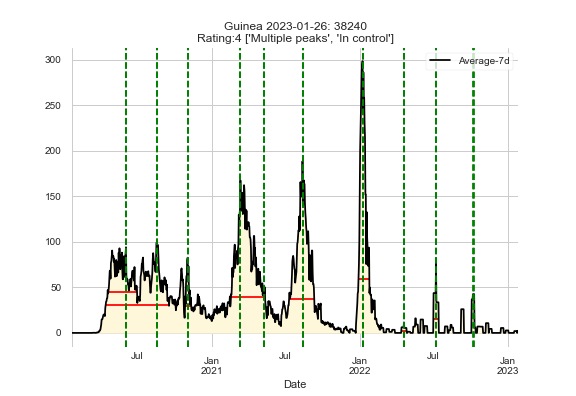 Guinea 2023-01-26: 38240
Rating:4 ['Multiple peaks', 'In control']
Average-7d
300
250
200
150
100
50
0
Jul
Jan
2021
Jul
Jan
2022
Jul
Jan
2023
Date